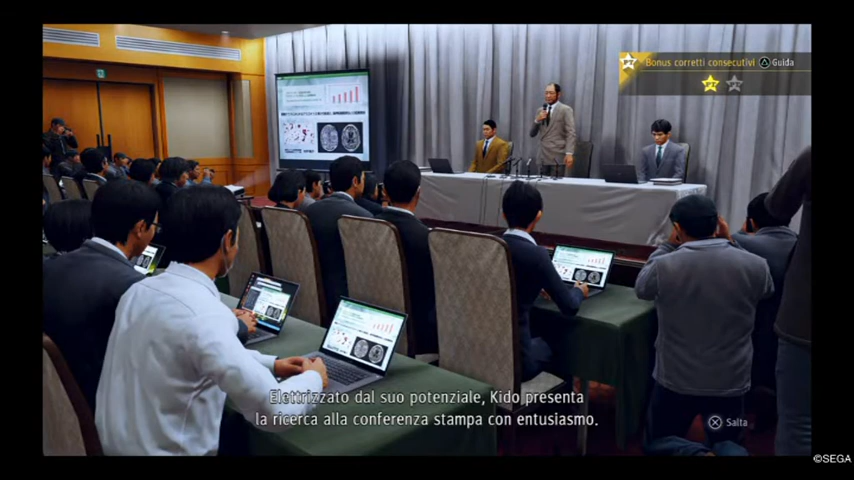 PT Bonus corretti consecutivi Guida
Elettrizzato dal suo potenziale, Kido presenta
la ricerca alla conferenza stampa con entusiasmo.
Salta
©SEGA